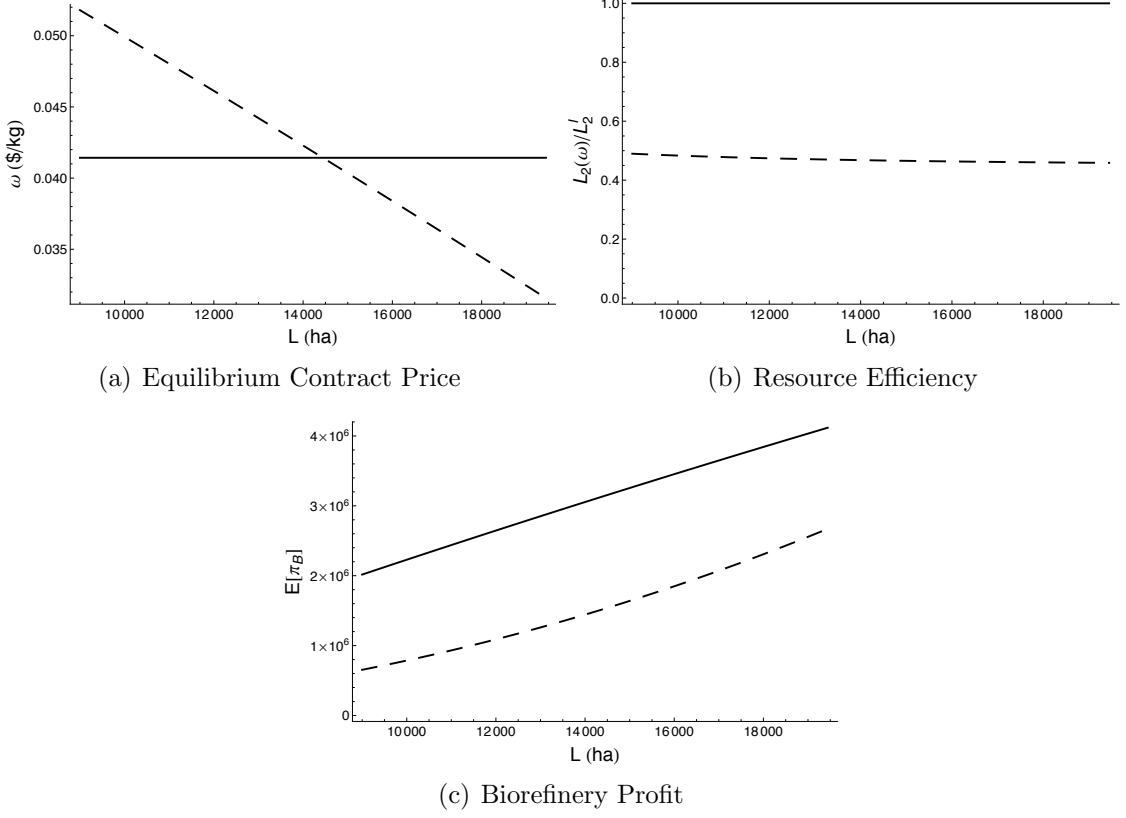 0.050
0.045
0.040
0.035
ω ($/kg)
10000 12000 14000 16000 18000
L (ha)
(a) Equilibrium Contract Price
1.0
0.8
0.6
0.4
0.2
0.0
L₂(ω)/L₂ᴵ
10000 12000 14000 16000 18000
L (ha)
(b) Resource Efficiency
4×10⁶
3×10⁶
2×10⁶
1×10⁶
0
E[π_B]
10000 12000 14000 16000 18000
L (ha)
(c) Biorefinery Profit